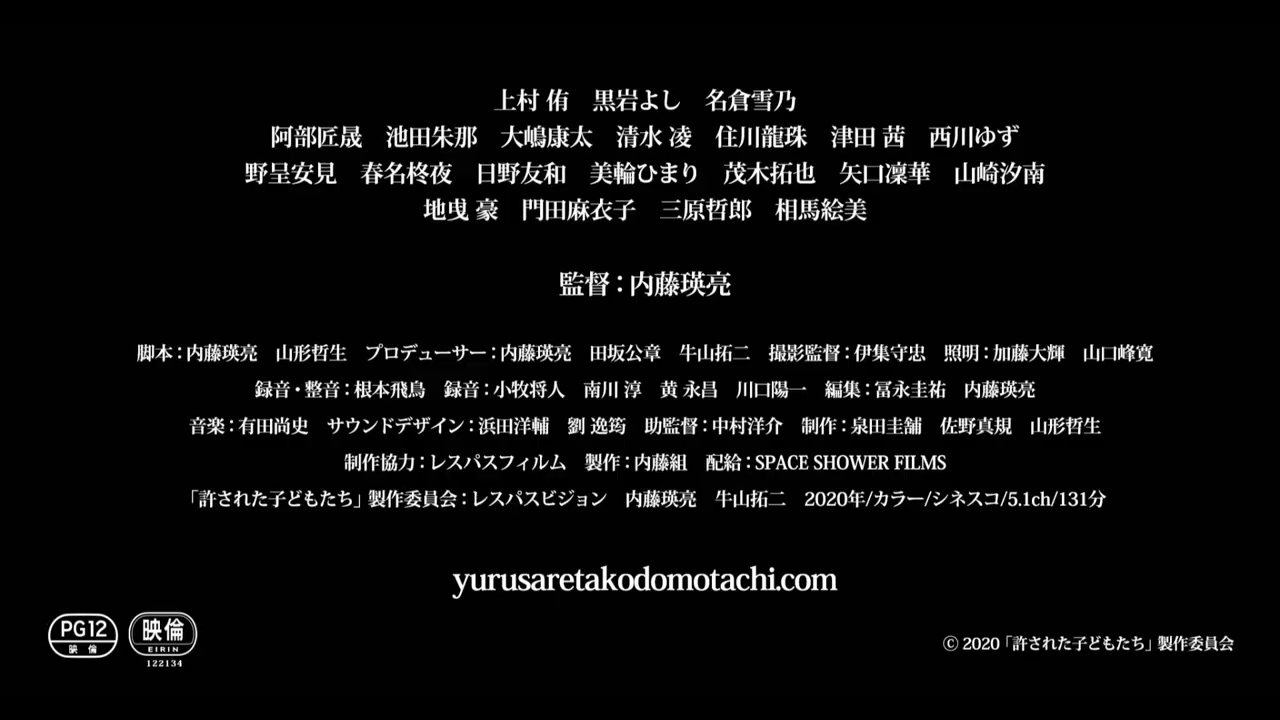 上村 侑　黒岩よし　名倉雪乃
阿部匠晟　池田朱那　大嶋康太　清水 凌　住川龍珠　津田 茜　西川ゆず
野呈安見　春名柊夜　日野友和　美輪ひまり　茂木拓也　矢口凜華　山崎汐南
地曵 豪　門田麻衣子　三原哲郎　相馬絵美
監督：内藤瑛亮
脚本：内藤瑛亮　山形哲生　プロデューサー：内藤瑛亮　田坂公章　牛山拓二　撮影監督：伊集守忠　照明：加藤大輝　山口峰寛
録音・整音：根本飛鳥　録音：小牧将人　南川 淳　黄 永昌　川口陽一　編集：冨永圭祐　内藤瑛亮
音楽：有田尚史　サウンドデザイン：浜田洋輔　劉 逸筠　助監督：中村洋介　制作：泉田圭舗　佐野真規　山形哲生
制作協力：レスパスフィルム　製作：内藤組　配給：SPACE SHOWER FILMS
「許された子どもたち」製作委員会：レスパスビジョン　内藤瑛亮　牛山拓二　2020年/カラー/シネスコ/5.1ch/131分
yurusaretakodomotachi.com
PG12
映倫
映倫
EIRIN
122134
© 2020「許された子どもたち」製作委員会